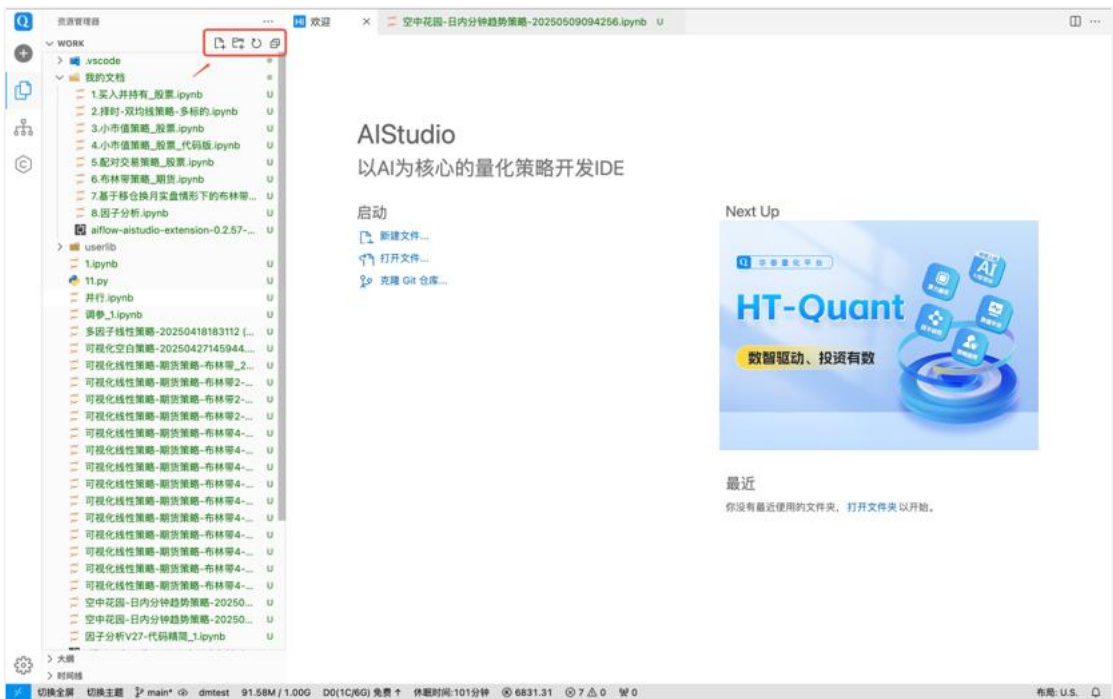 资源管理器
WORK
.vscode
我的文档
1.买入并持有_股票.ipynb U
2.择时-双均线策略-多标的.ipynb U
3.小市值策略_股票.ipynb U
4.小市值策略_股票_代码版.ipynb U
5.配对交易策略_股票.ipynb U
6.布林带策略_期货.ipynb U
7.基于移仓换月实盘情形下的布林带... U
8.因子分析.ipynb U
aiflow-aistudio-extension-0.2.57-... U
userlib
1.ipynb U
11.py U
并行.ipynb U
调参_1.ipynb U
多因子线性策略-20250418183112 (... U
可视化空白策略-20250427145944.... U
可视化线性策略-期货策略-布林带_2... U
可视化线性策略-期货策略-布林带2-... U
可视化线性策略-期货策略-布林带2-... U
可视化线性策略-期货策略-布林带2-... U
可视化线性策略-期货策略-布林带4-... U
可视化线性策略-期货策略-布林带4-... U
可视化线性策略-期货策略-布林带4-... U
可视化线性策略-期货策略-布林带4-... U
可视化线性策略-期货策略-布林带4-... U
可视化线性策略-期货策略-布林带4-... U
可视化线性策略-期货策略-布林带4-... U
可视化线性策略-期货策略-布林带4-... U
可视化线性策略-期货策略-布林带4-... U
可视化线性策略-期货策略-布林带4-... U
空中花园-日内分钟趋势策略-20250... U
空中花园-日内分钟趋势策略-20250... U
因子分析V27-代码精简_1.ipynb U
大纲
时间线
欢迎
空中花园-日内分钟趋势策略-20250509094256.ipynb U
AIStudio
以AI为核心的量化策略开发IDE
启动
新建文件...
打开文件...
克隆 Git 仓库...
Next Up
华泰量化平台
HT-Quant
数智驱动、投资有数
AI
最近
你没有最近使用的文件夹，打开文件夹以开始。
切换全屏 切换主题 main* dmtest 91.58M / 1.00G D0(1C/6G) 免费 休眠时间:101分钟 6831.31 7 0 0 布局: U.S.